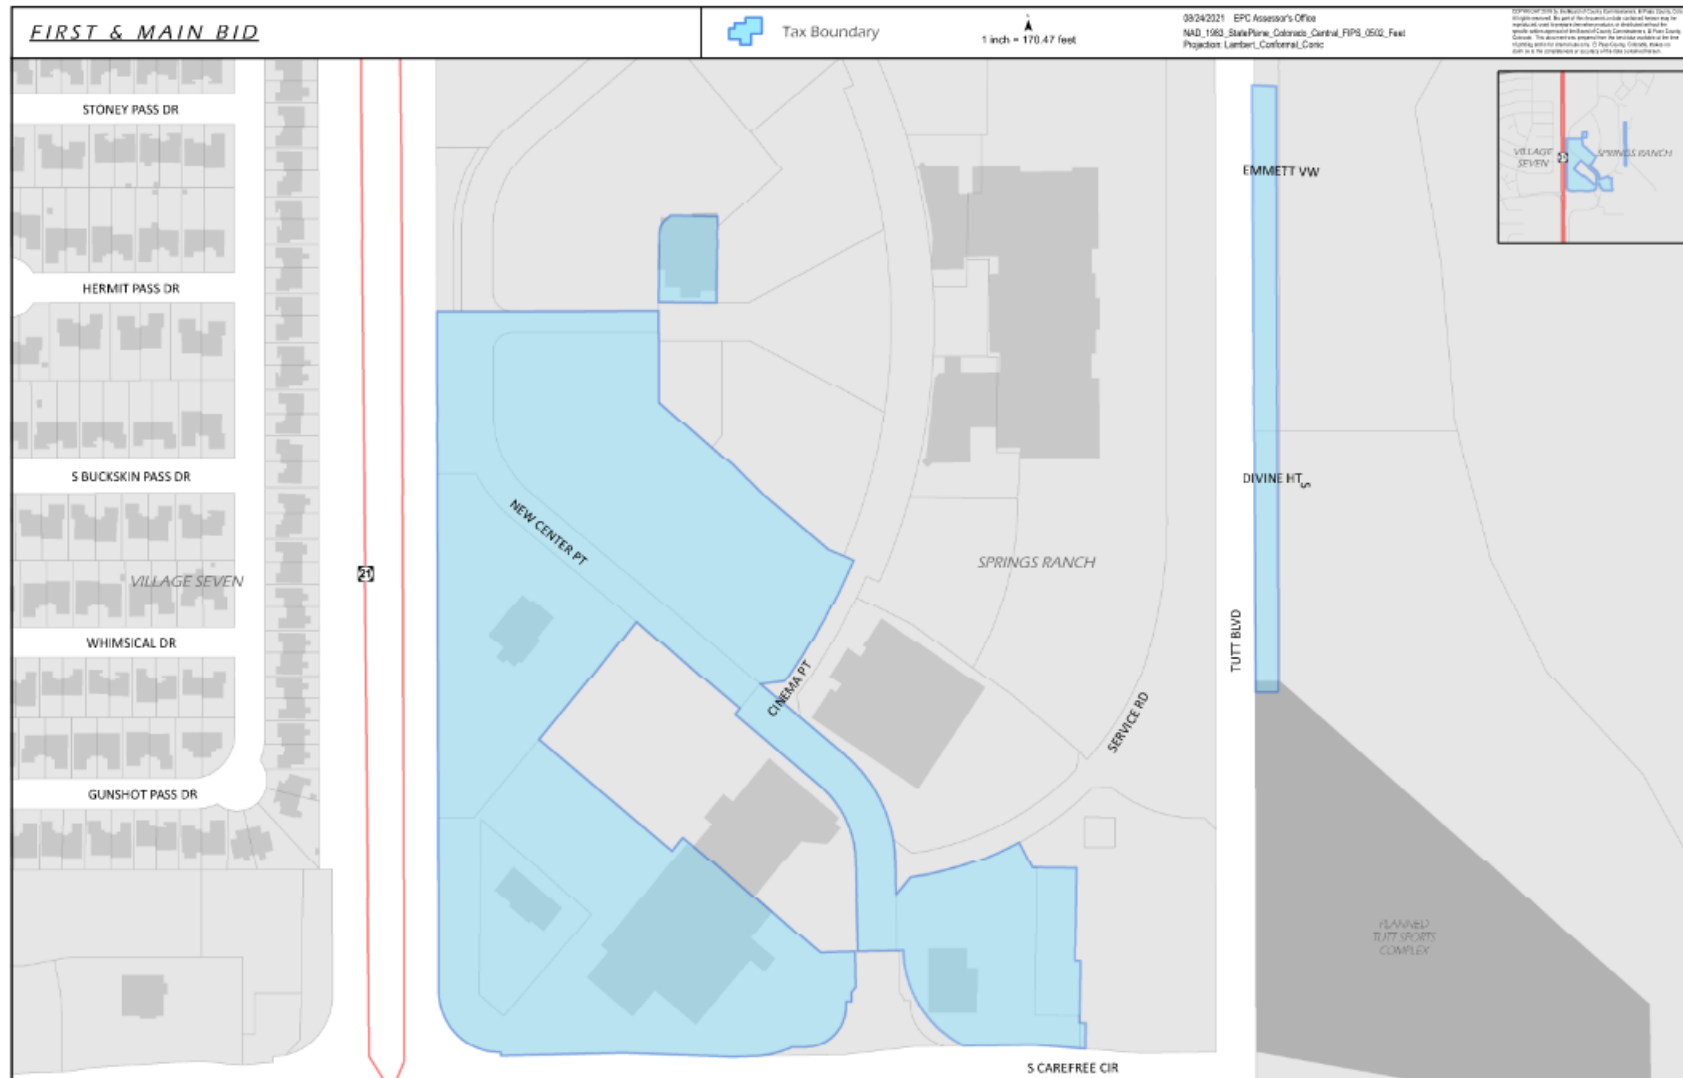 FIRST & MAIN BID
Tax Boundary
1 inch = 170.47 feet
09/24/2021 EPC Assessor's Office
NAD_1983_StatePlane_Colorado_Central_FIPS_0502_Feet
Projection: Lambert_Conformal_Conic
STONEY PASS DR
EMMETT VW
VILLAGE
SEVEN
21
SPRINGS RANCH
HERMIT PASS DR
S BUCKSKIN PASS DR
DIVINE HTS
NEW CENTER PT
SPRINGS RANCH
21
VILLAGE SEVEN
WHIMSICAL DR
TUTT BLVD
CINEMA PT
SERVICE RD
GUNSHOT PASS DR
PLANNED
TUTT SPORTS
COMPLEX
S CAREFREE CIR